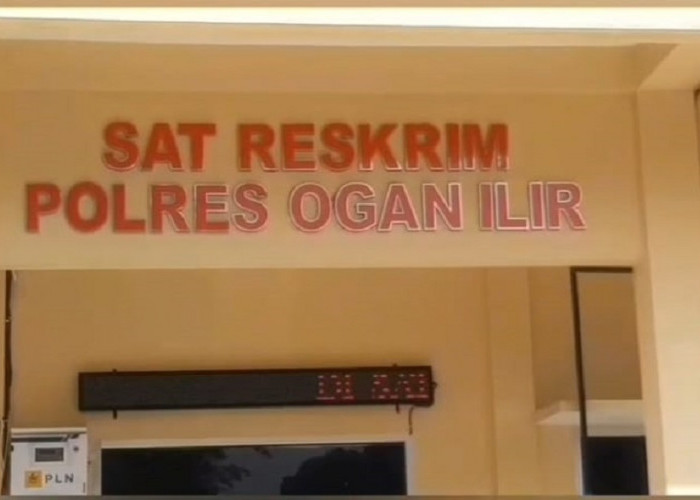 SAT RESKRIM
POLRES OGAN ILIR
PLN